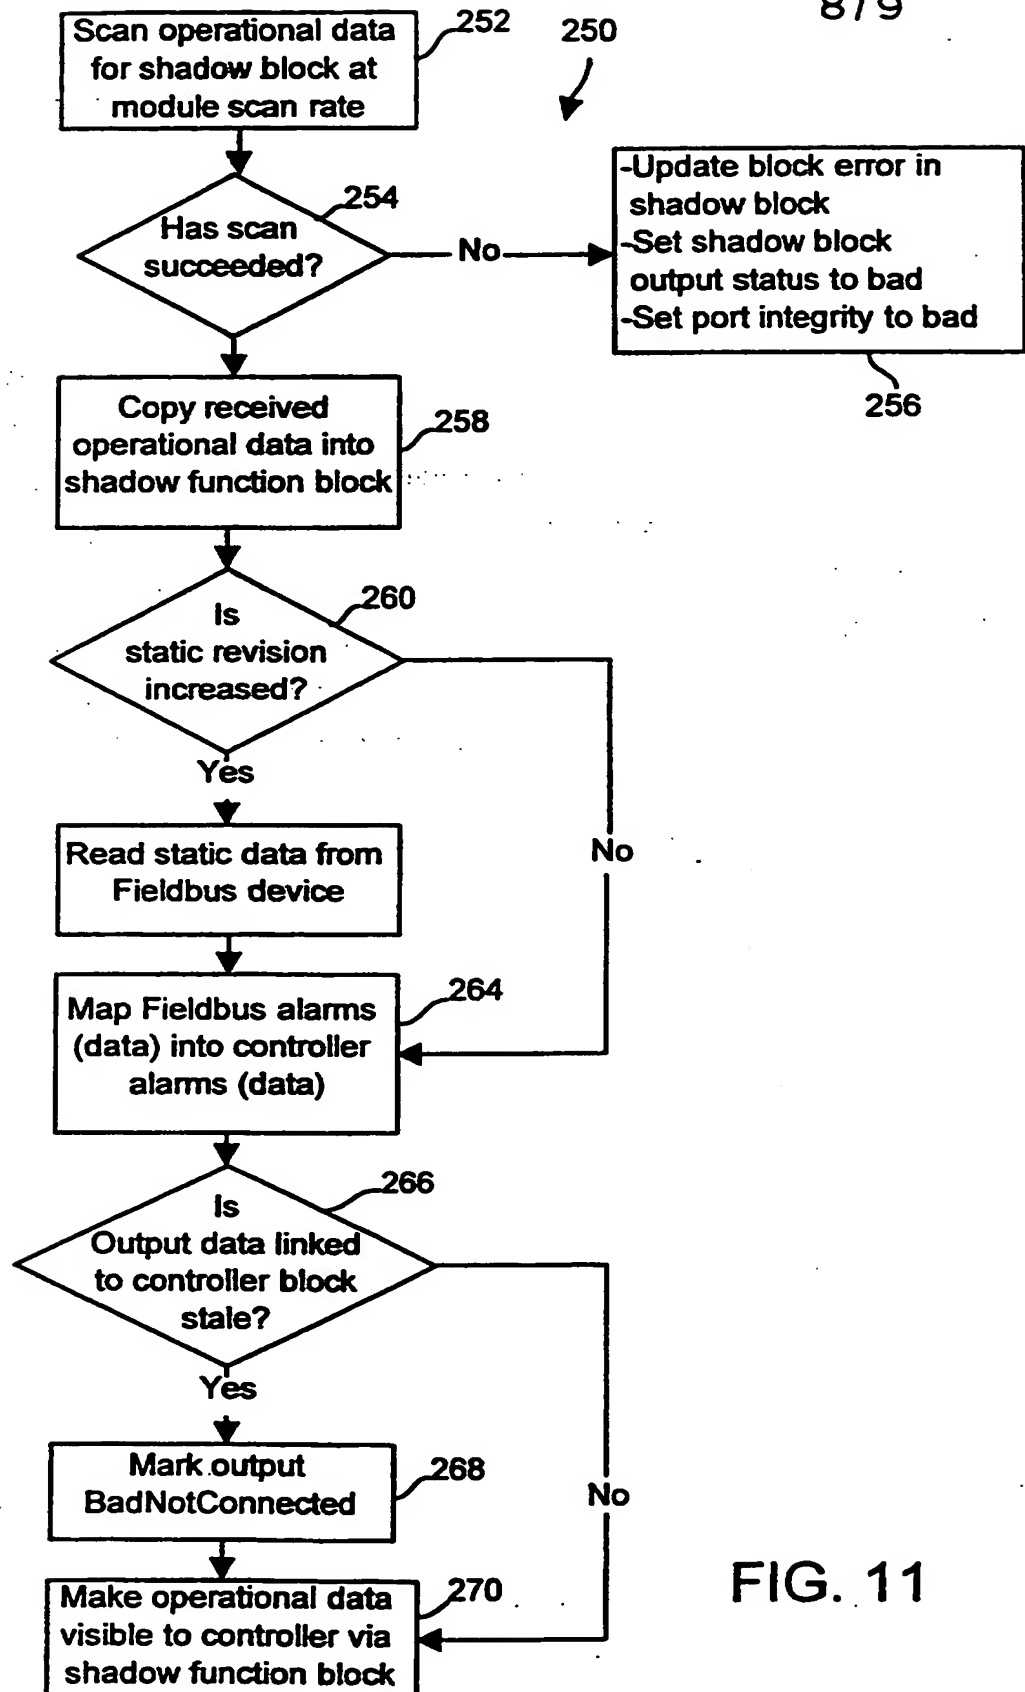 8/9
Scan operational data
for shadow block at
module scan rate
252
250
Has scan
succeeded?
254
No
-Update block error in
shadow block
-Set shadow block
output status to bad
-Set port integrity to bad
256
Copy received
operational data into
shadow function block
258
Is
static revision
increased?
260
Yes
No
Read static data from
Fieldbus device
Map Fieldbus alarms
(data) into controller
alarms (data)
264
Is
Output data linked
to controller block
stale?
266
Yes
No
Mark output
BadNotConnected
268
Make operational data
visible to controller via
shadow function block
270
FIG. 11